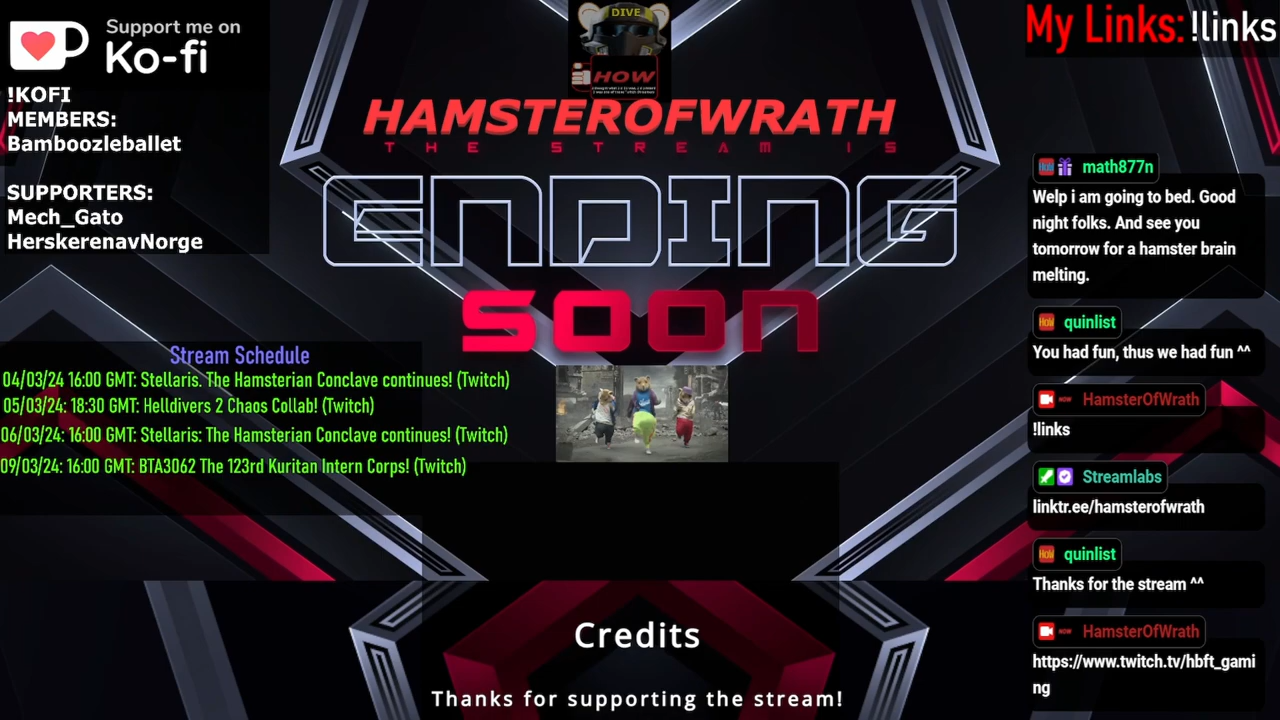 Support me on
Ko-fi
!KOFI
MEMBERS:
Bamboozleballet
SUPPORTERS:
Mech_Gato
HerskerenavNorge
DIVE
HOW
HAMSTEROFWRATH
THE STREAM IS
ENDING
SOON
Stream Schedule
04/03/24 16:00 GMT: Stellaris. The Hamsterian Conclave continues! (Twitch)
05/03/24: 18:30 GMT: Helldivers 2 Chaos Collab! (Twitch)
06/03/24: 16:00 GMT: Stellaris: The Hamsterian Conclave continues! (Twitch)
09/03/24: 16:00 GMT: BTA3062 The 123rd Kuritan Intern Corps! (Twitch)
Credits
Thanks for supporting the stream!
My Links: !links
math877n
Welp i am going to bed. Good
night folks. And see you
tomorrow for a hamster brain
melting.
quinlist
You had fun, thus we had fun ^^
HamsterOfWrath
!links
Streamlabs
linktr.ee/hamsterofwrath
quinlist
Thanks for the stream ^^
HamsterOfWrath
https://www.twitch.tv/hbft_gami
ng